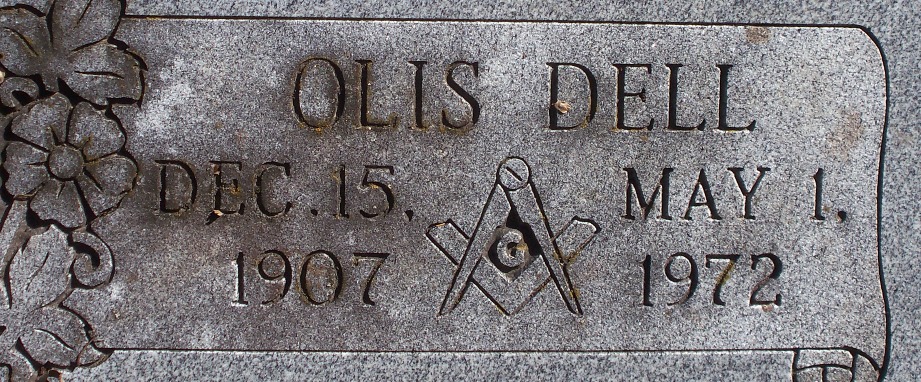 OLIS DELL
DEC. 15, MAY 1,
G
1907 1972